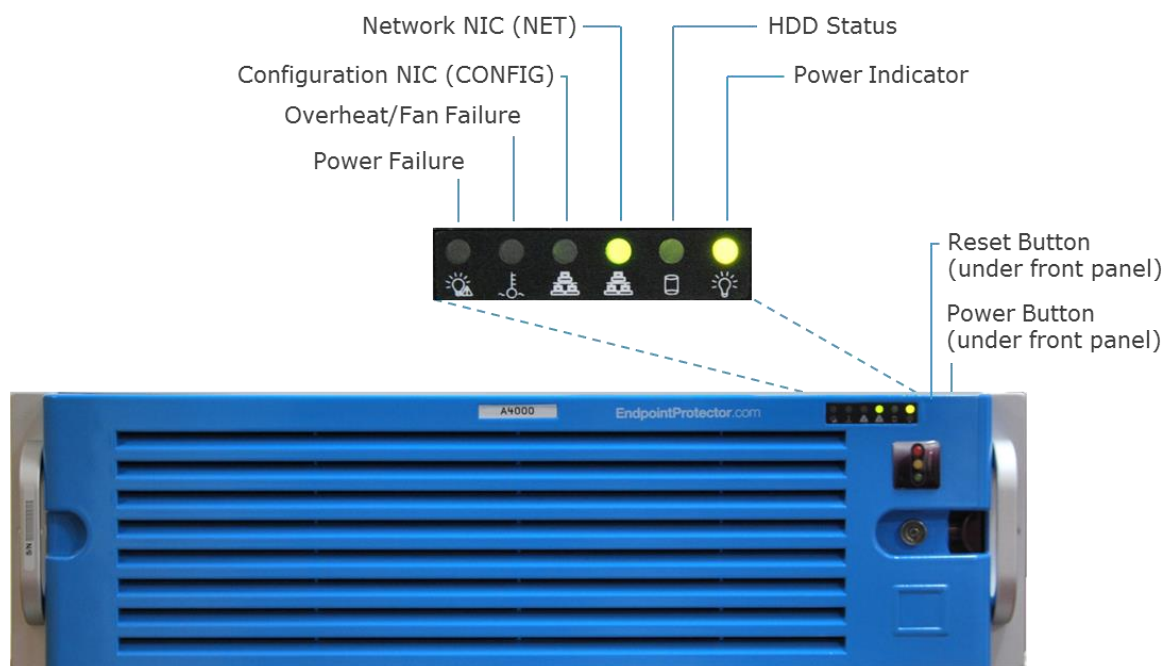 Network NIC (NET)
HDD Status
Configuration NIC (CONFIG)
Power Indicator
Overheat/Fan Failure
Power Failure
Reset Button
(under front panel)
Power Button
(under front panel)
A4000
EndpointProtector.com
S/N